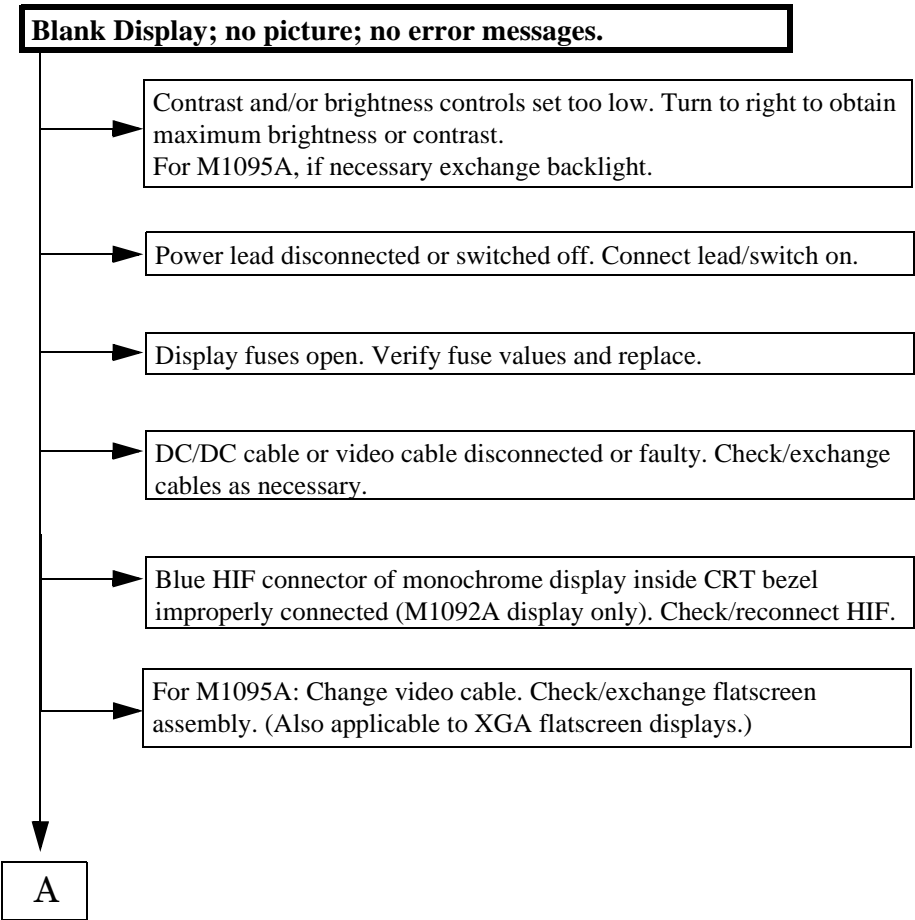 Blank Display; no picture; no error messages.
Contrast and/or brightness controls set too low. Turn to right to obtain
maximum brightness or contrast.
For M1095A, if necessary exchange backlight.
Power lead disconnected or switched off. Connect lead/switch on.
Display fuses open. Verify fuse values and replace.
DC/DC cable or video cable disconnected or faulty. Check/exchange
cables as necessary.
Blue HIF connector of monochrome display inside CRT bezel
improperly connected (M1092A display only). Check/reconnect HIF.
For M1095A: Change video cable. Check/exchange flatscreen
assembly. (Also applicable to XGA flatscreen displays.)
A